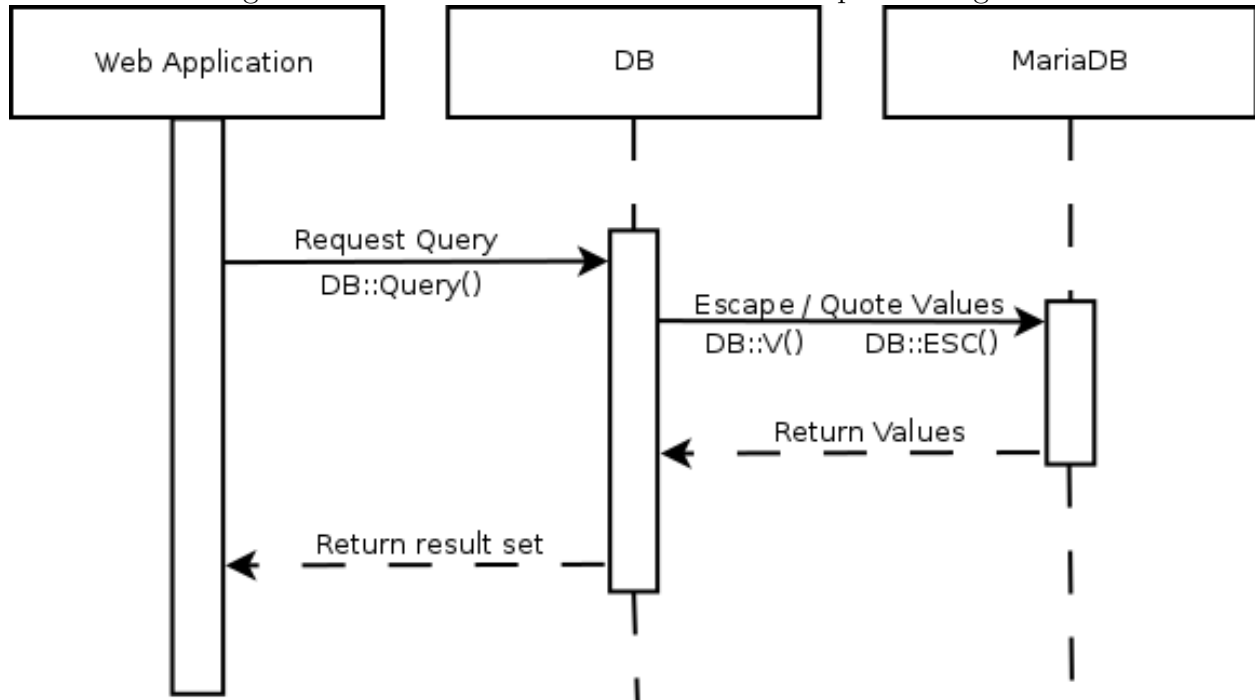 Web Application
DB
MariaDB
Request Query
DB::Query()
Escape / Quote Values
DB::V() DB::ESC()
Return Values
Return result set